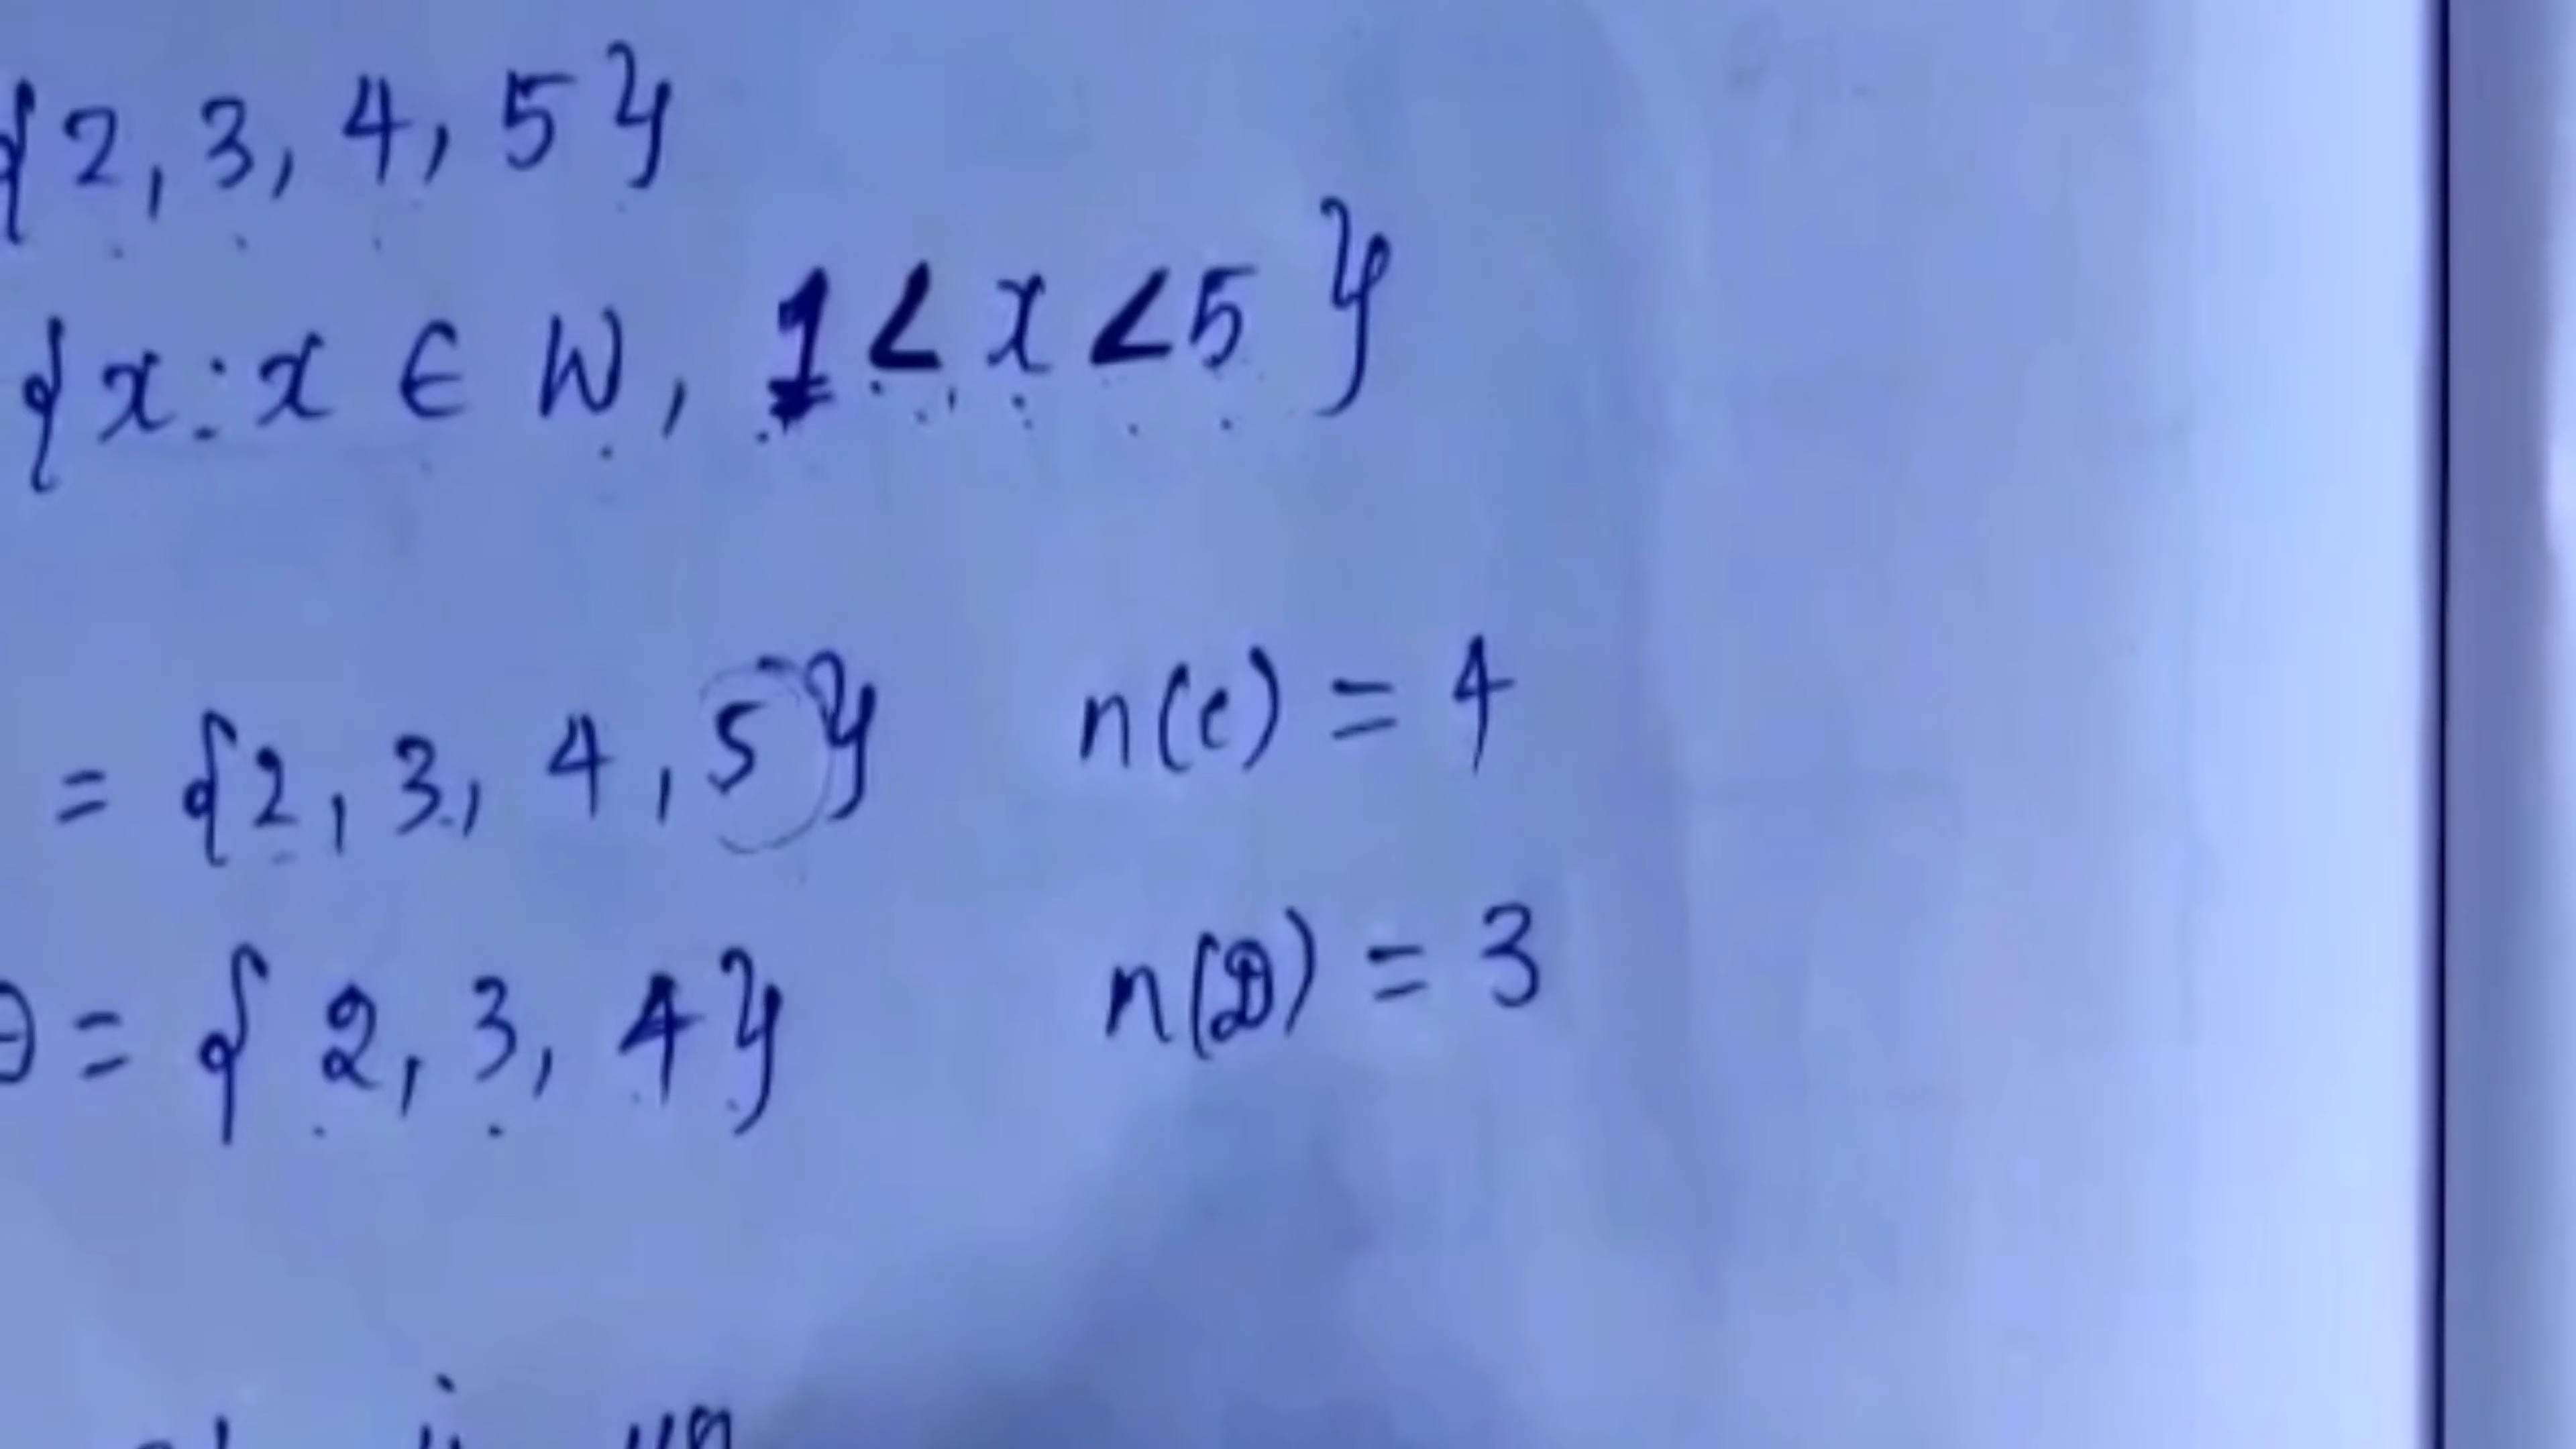 {2, 3, 4, 5}
{x : x ∈ W, 1 < x < 5}
= {2, 3, 4, 5} n(c) = 4
D = {2, 3, 4} n(D) = 3